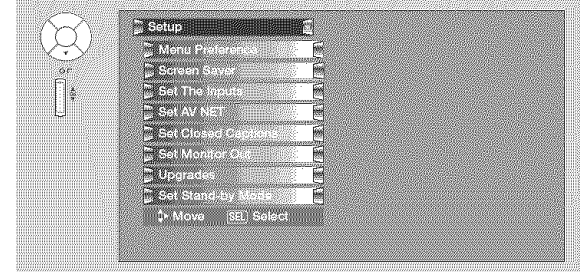 Setup
Menu Preference
Screen Saver
or
Set The Inputs
Set AV NET
Set Closed Captions
Set Monitor Out
Upgrades
Set Stand-by Mode
Move SEL Select